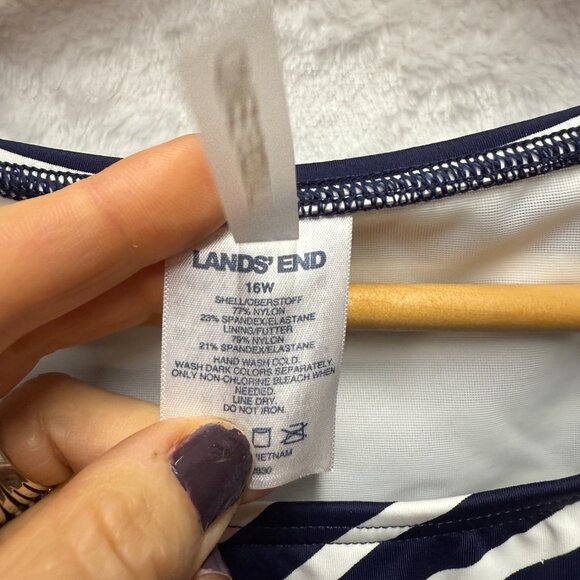 LANDS' END
16W
SHELL/OBERSTOFF
77% NYLON
23% SPANDEX/ELASTANE
LINING/FUTTER
79% NYLON
21% SPANDEX/ELASTANE
HAND WASH COLD.
WASH DARK COLORS SEPARATELY.
ONLY NON-CHLORINE BLEACH WHEN
NEEDED.
LINE DRY.
DO NOT IRON.
VIETNAM